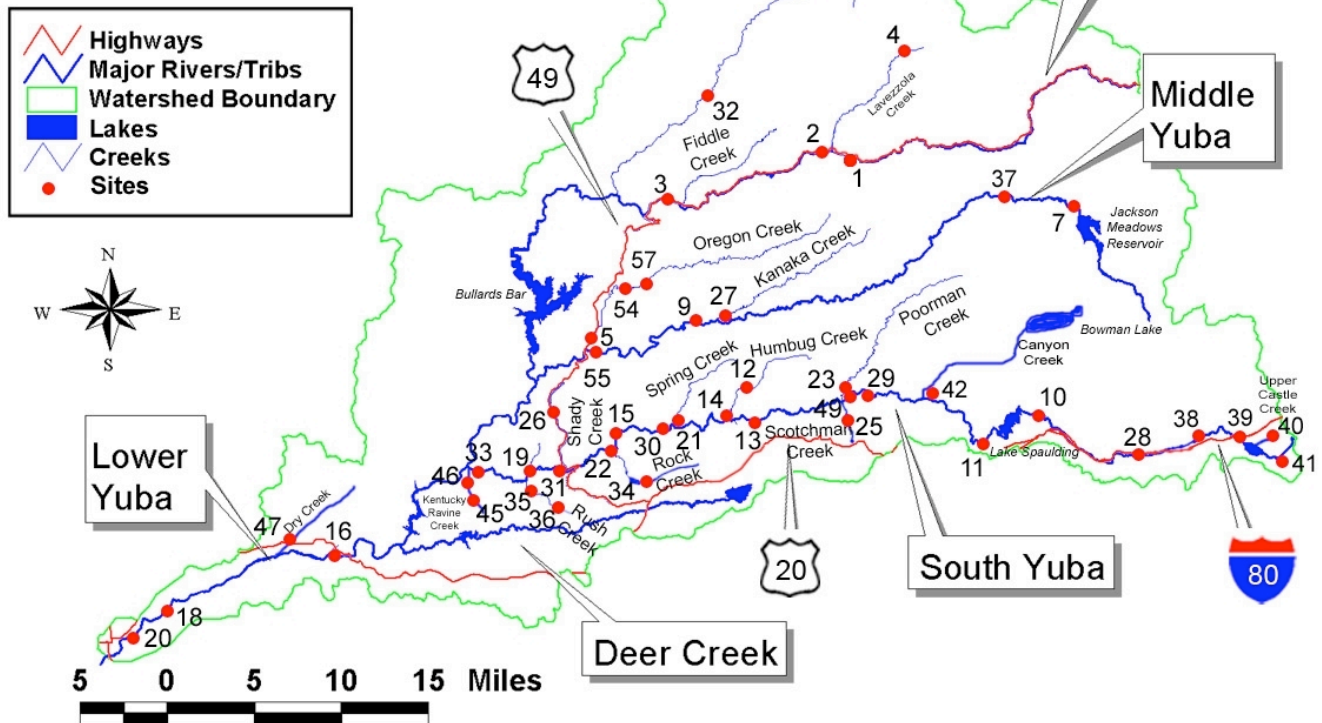 Highways
Major Rivers/Tribs
Watershed Boundary
Lakes
Creeks
Sites
49
4
32
Lavezzola
Creek
Fiddle
Creek
2
1
3
Middle
Yuba
37
7
Jackson
Meadows
Reservoir
N
W
E
S
Bullards Bar
57
54
Oregon Creek
Kanaka Creek
9
27
5
55
Poorman
Creek
Bowman Lake
Canyon
Creek
Spring Creek
Humbug Creek
12
23
29
42
10
Upper
Castle
Creek
26
Shady
Creek
15
30
21
14
13
49
25
Scotchman
Creek
11
Lake Spaulding
28
38
39
40
41
Lower
Yuba
33
46
45
Kentucky
Ravine
Creek
19
35
31
36
22
34
Rock
Creek
Rush
Creek
47
Dry Creek
16
18
20
20
South Yuba
80
Deer Creek
5
0
5
10
15
Miles